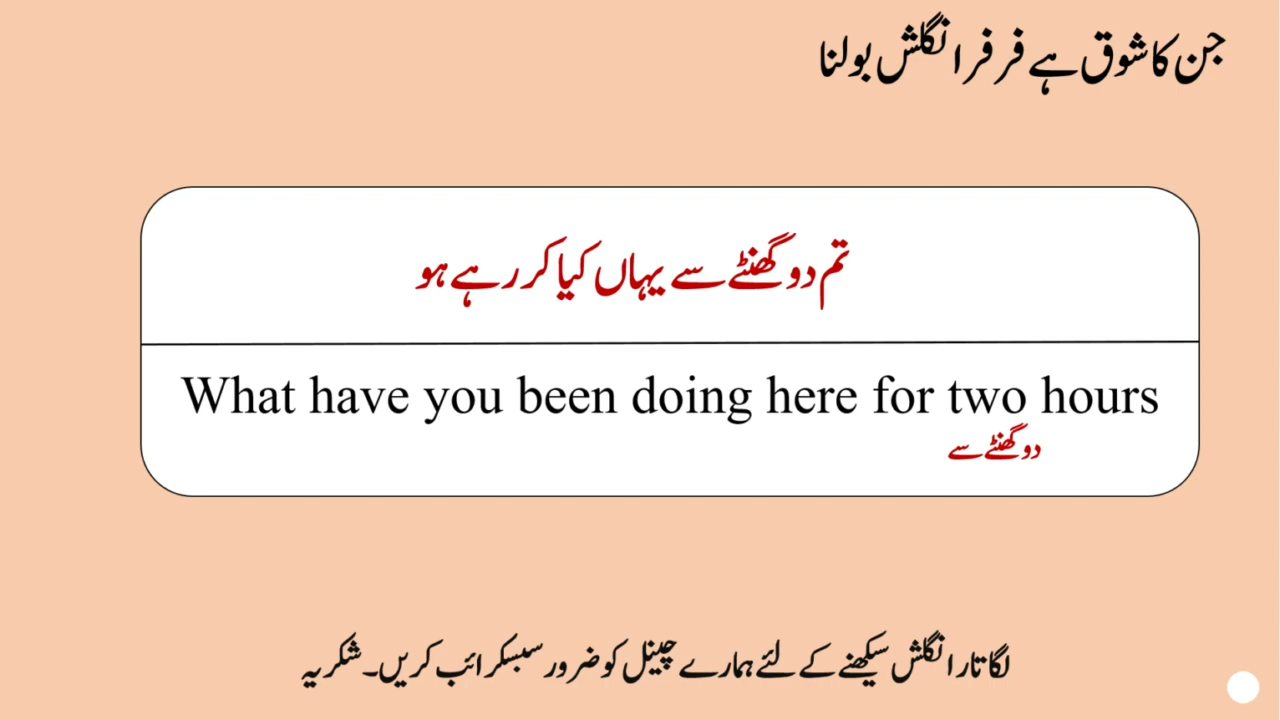 جن کا شوق ہے فر فر انگلش بولنا
تم دو گھنٹے سے یہاں کیا کر رہے ہو
What have you been doing here for two hours
دو گھنٹے سے
لگاتار انگلش سیکھنے کے لئے ہمارے چینل کو ضرور سبسکرائب کریں۔ شکریہ